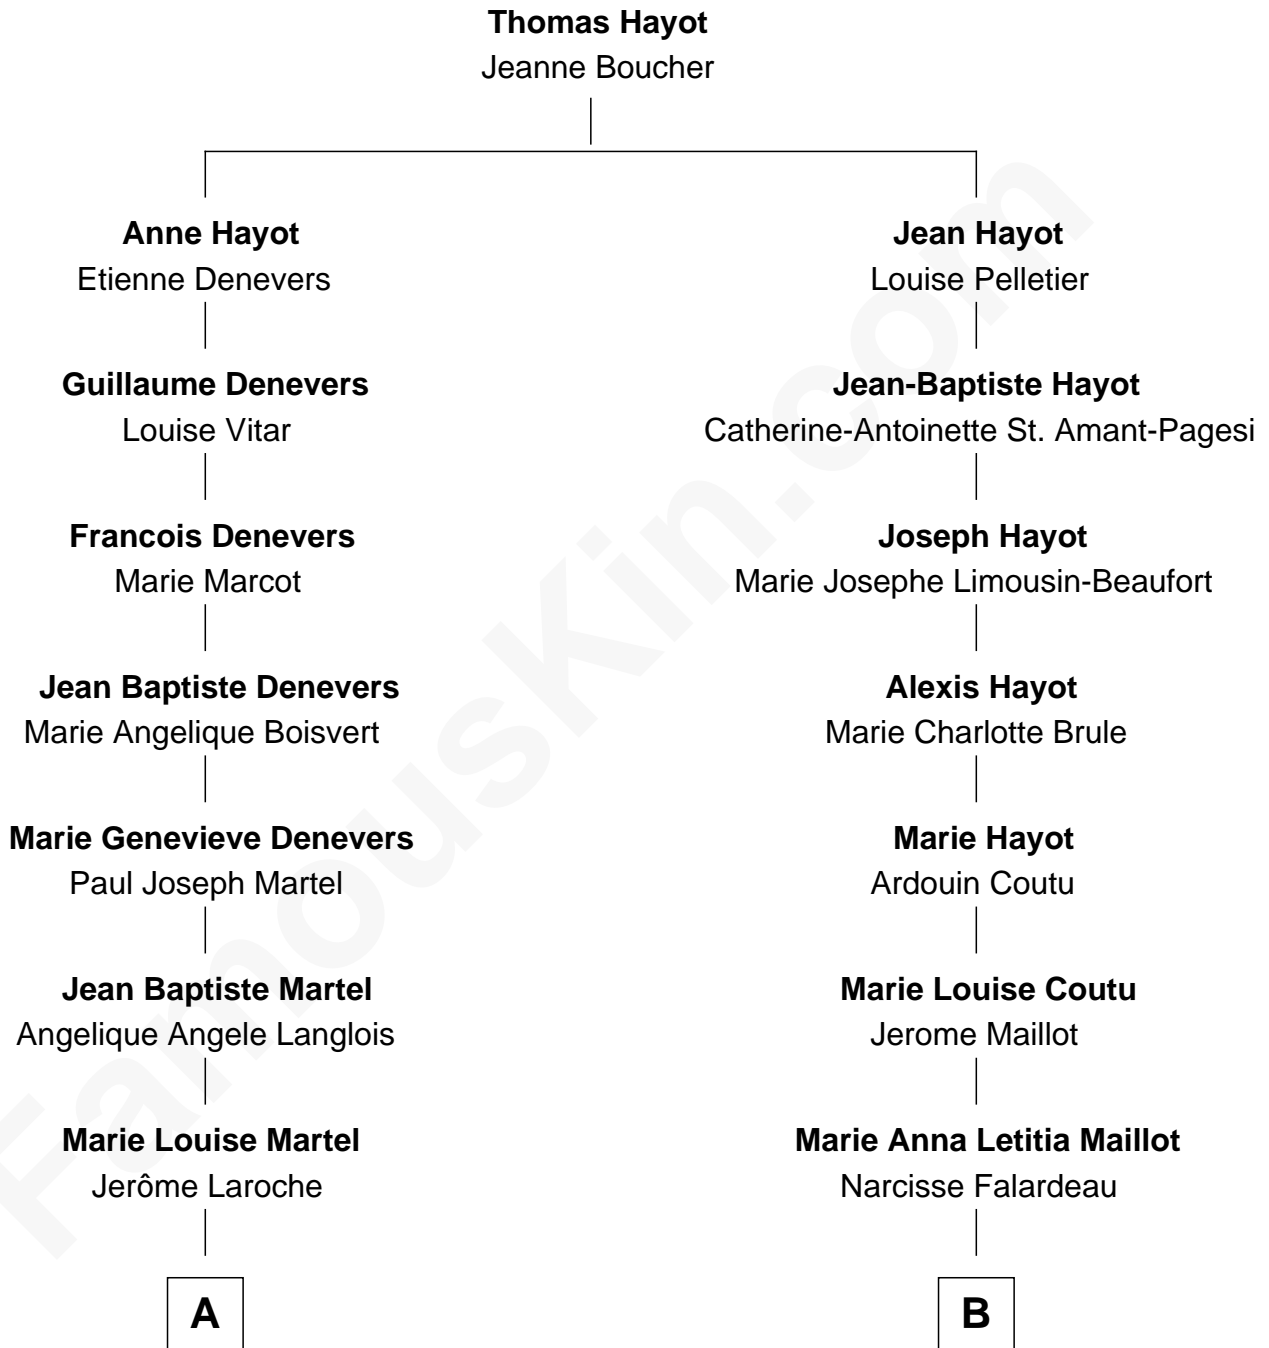 Thomas Hayot
Jeanne Boucher
Anne Hayot
Etienne Denevers
Jean Hayot
Louise Pelletier
Guillaume Denevers
Louise Vitar
Jean-Baptiste Hayot
Catherine-Antoinette St. Amant-Pagesi
Francois Denevers
Marie Marcot
Joseph Hayot
Marie Josephe Limousin-Beaufort
Jean Baptiste Denevers
Marie Angelique Boisvert
Alexis Hayot
Marie Charlotte Brule
Marie Genevieve Denevers
Paul Joseph Martel
Marie Hayot
Ardouin Coutu
Jean Baptiste Martel
Angelique Angele Langlois
Marie Louise Coutu
Jerome Maillot
Marie Louise Martel
Jerôme Laroche
Marie Anna Letitia Maillot
Narcisse Falardeau
A
B
FamousKin.com